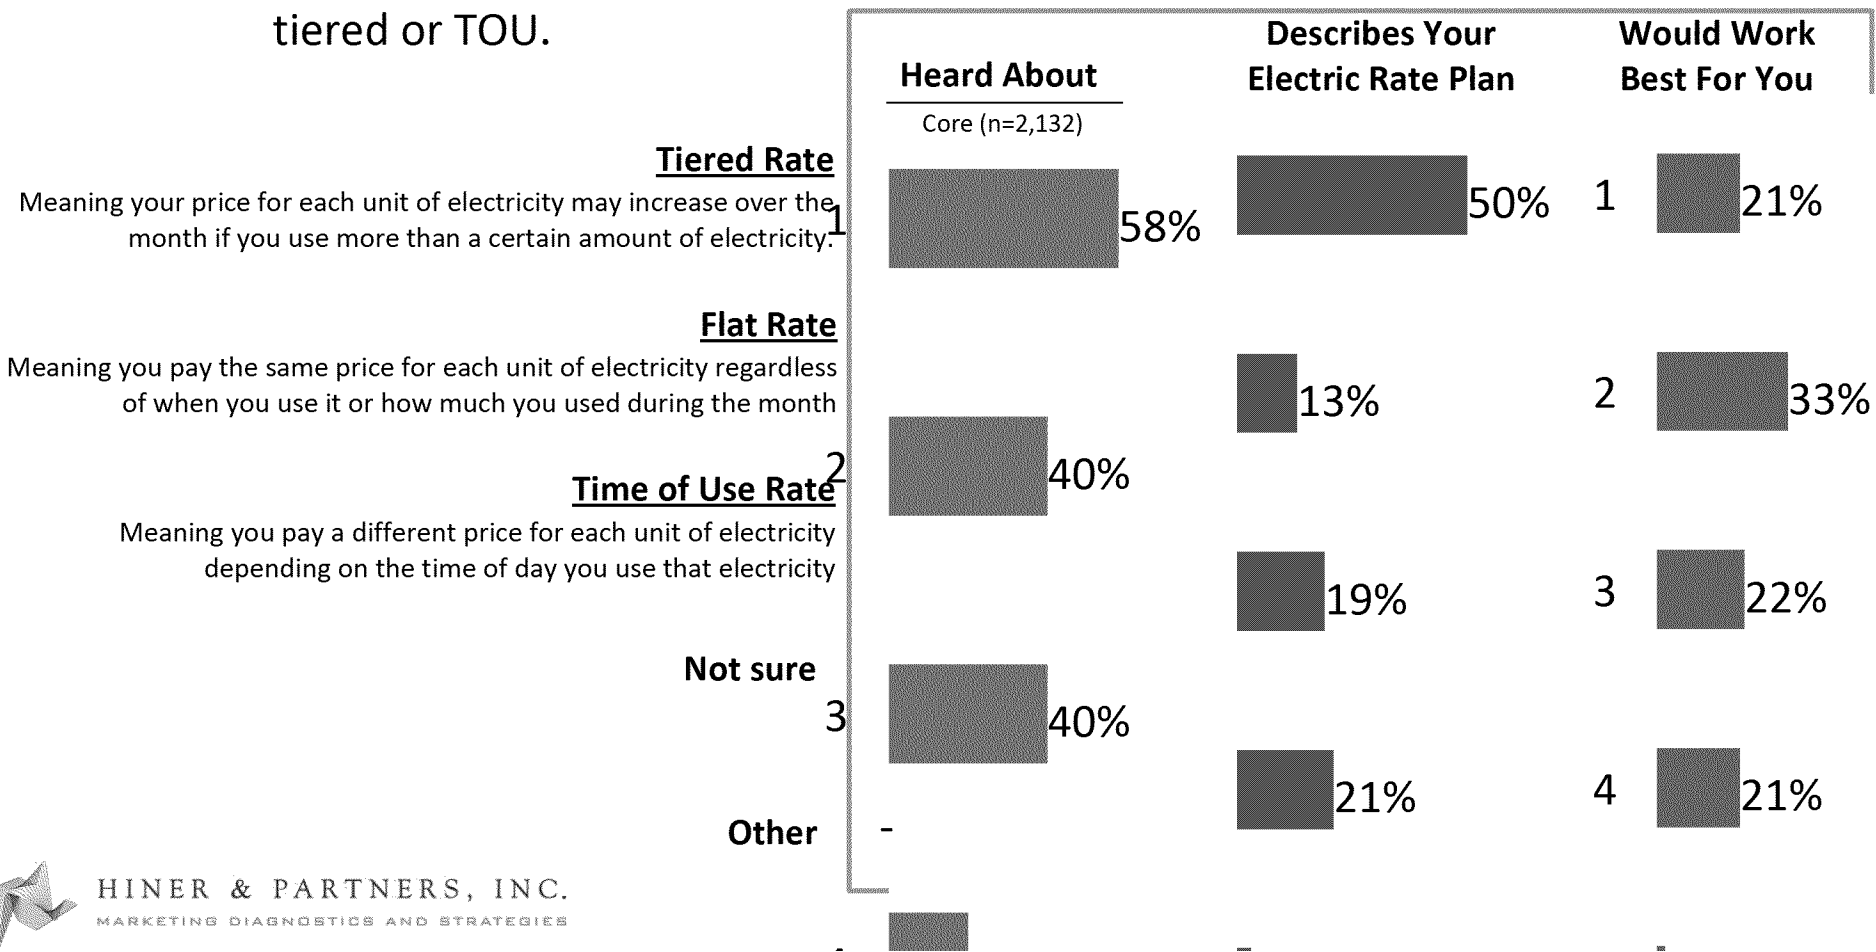 tiered or TOU.
Heard About
Core (n=2,132)
Describes Your
Electric Rate Plan
Would Work
Best For You
Tiered Rate
Meaning your price for each unit of electricity may increase over the
month if you use more than a certain amount of electricity.
1
58%
50%
1
21%
Flat Rate
Meaning you pay the same price for each unit of electricity regardless
of when you use it or how much you used during the month
13%
2
33%
2
40%
Time of Use Rate
Meaning you pay a different price for each unit of electricity
depending on the time of day you use that electricity
19%
3
22%
Not sure
3
40%
21%
4
21%
Other
-
HINER & PARTNERS, INC.
MARKETING DIAGNOSTICS AND STRATEGIES